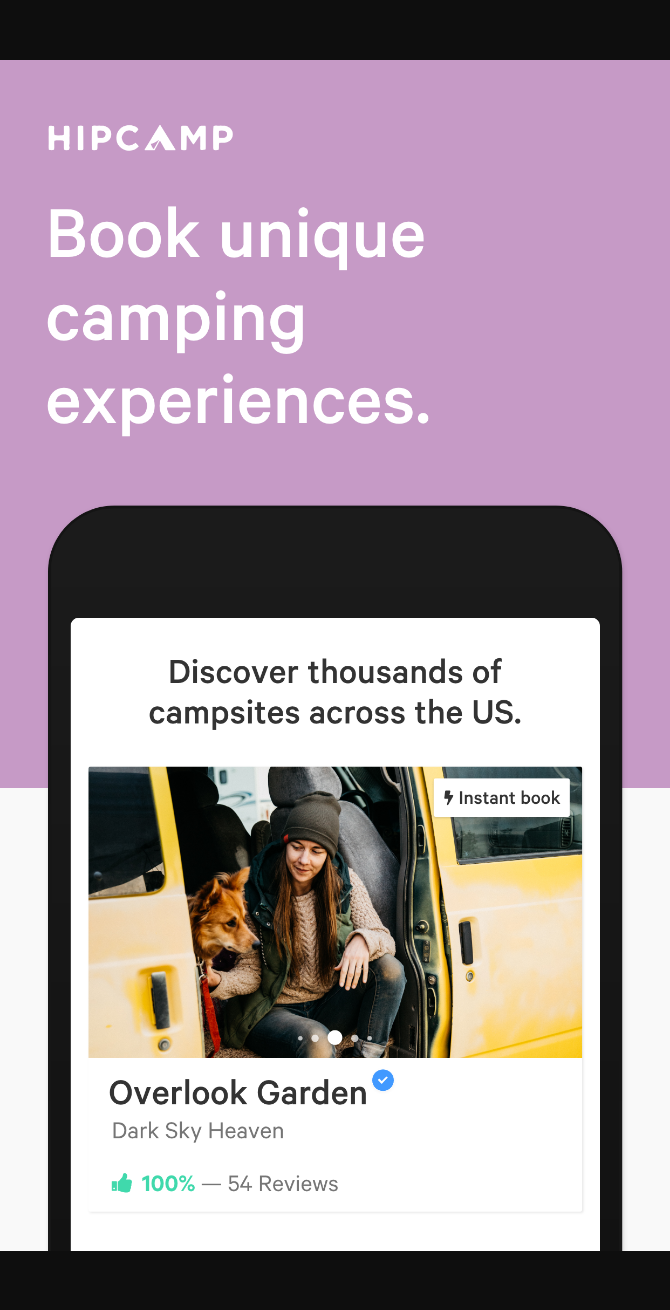 HIPCAMP
Book unique
camping
experiences.
Discover thousands of
campsites across the US.
Instant book
Overlook Garden
Dark Sky Heaven
100% — 54 Reviews